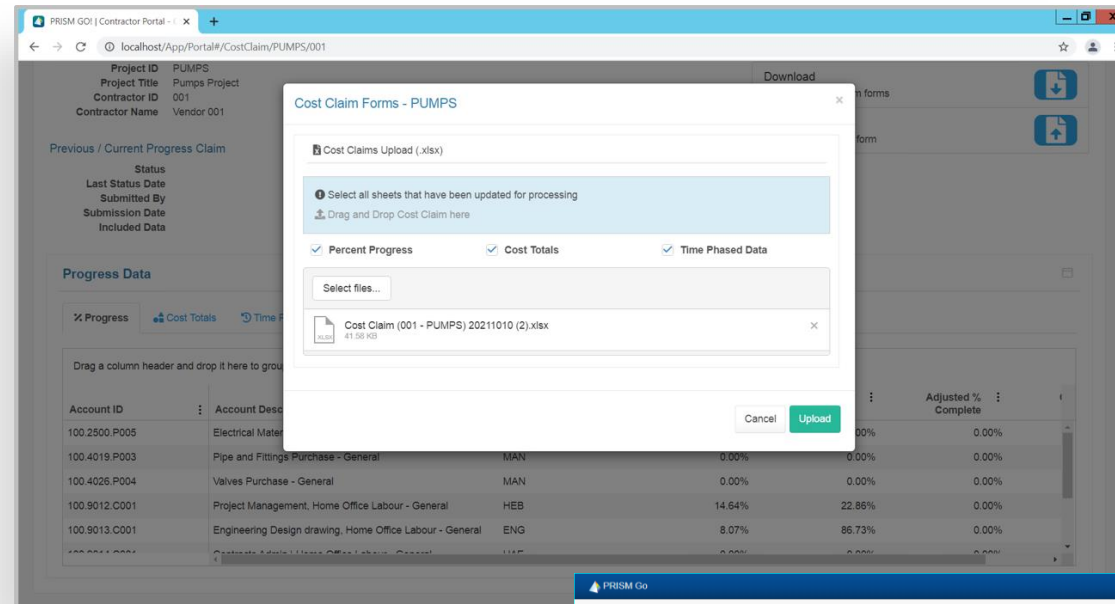 PRISM GO! | Contractor Portal -
localhost/App/Portal#/CostClaim/PUMPS/001
Project ID PUMPS
Project Title Pumps Project
Contractor ID 001
Contractor Name Vendor 001
Download
forms
form
Previous / Current Progress Claim
Status
Last Status Date
Submitted By
Submission Date
Included Data
Cost Claim Forms - PUMPS
Cost Claims Upload (.xlsx)
Select all sheets that have been updated for processing
Drag and Drop Cost Claim here
Percent Progress Cost Totals Time Phased Data
Select files...
XLSX
Cost Claim (001 - PUMPS) 20211010 (2).xlsx
41.58 KB
Cancel Upload
Progress Data
Progress Cost Totals Time
Drag a column header and drop it here to
Account ID Account Adjusted % Complete
100.2500.P005 Electrical 0.00%
100.4019.P003 Pipe and Fittings Purchase - General MAN 0.00% 0.00% 0.00%
100.4026.P004 Valves Purchase - General MAN 0.00% 0.00% 0.00%
100.9012.C001 Project Management, Home Office Labour - General HEB 14.64% 22.86% 0.00%
100.9013.C001 Engineering Design drawing, Home Office Labour - General ENG 8.07% 86.73% 0.00%
PRISM Go